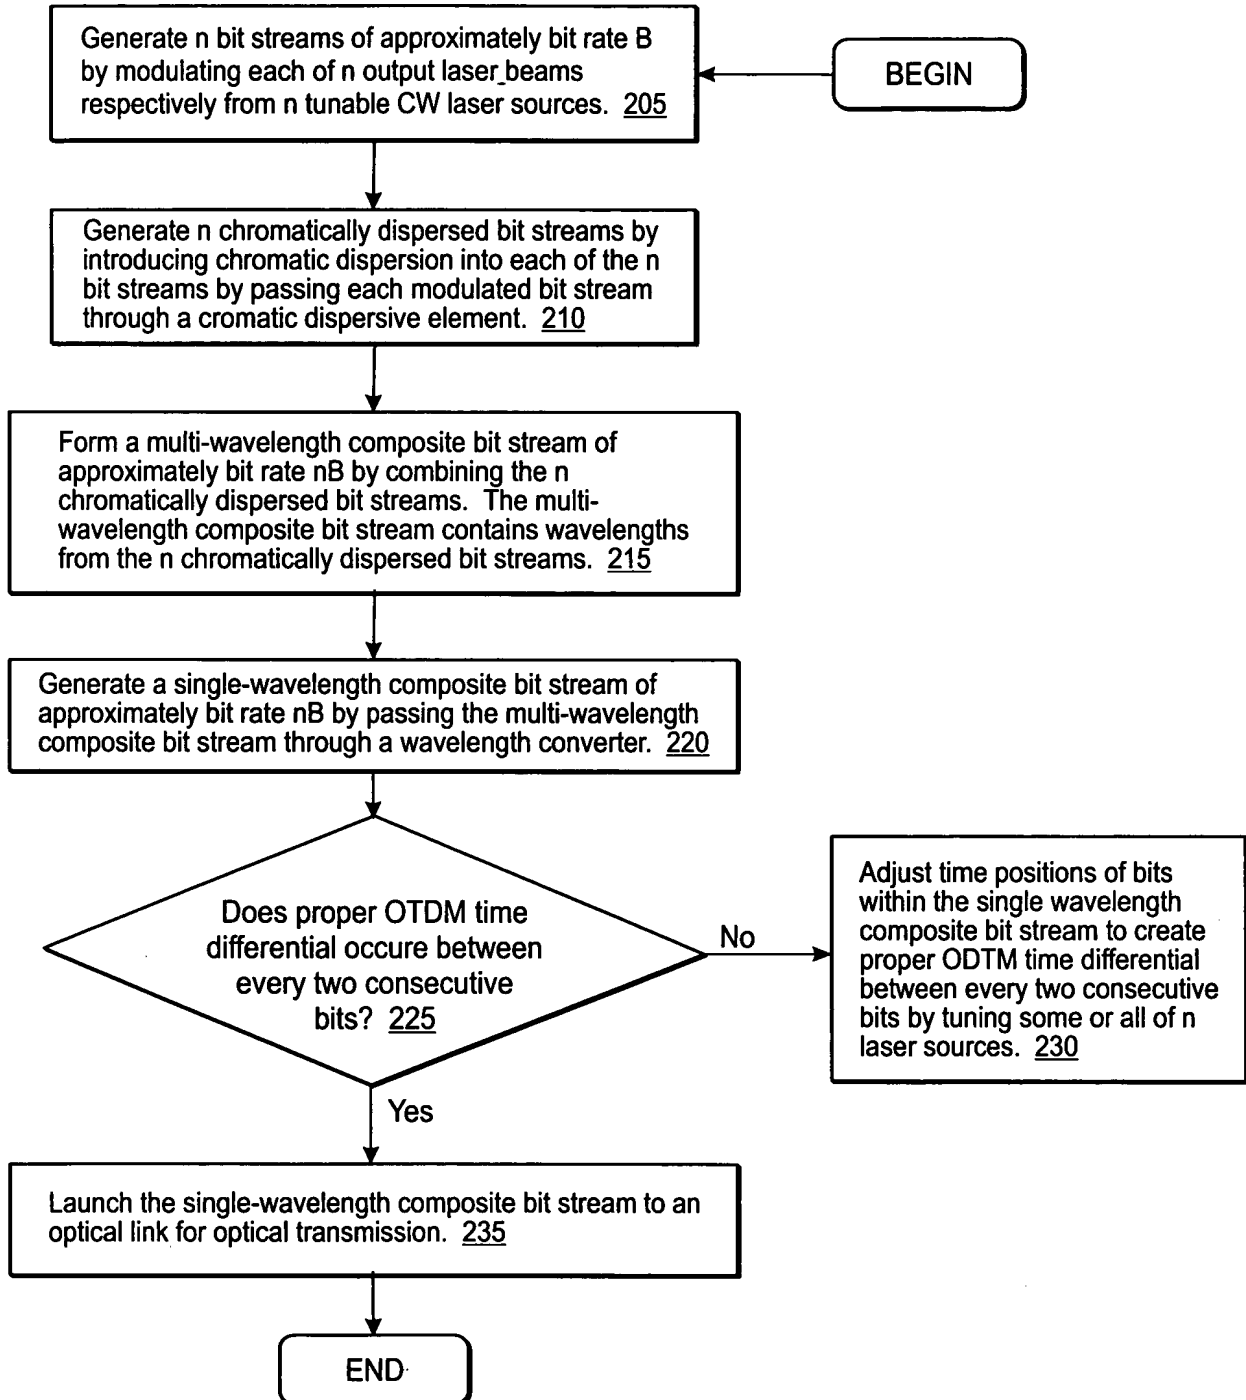 Generate n bit streams of approximately bit rate B
by modulating each of n output laser beams
respectively from n tunable CW laser sources. 205
BEGIN
Generate n chromatically dispersed bit streams by
introducing chromatic dispersion into each of the n
bit streams by passing each modulated bit stream
through a cromatic dispersive element. 210
Form a multi-wavelength composite bit stream of
approximately bit rate nB by combining the n
chromatically dispersed bit streams. The multi-
wavelength composite bit stream contains wavelengths
from the n chromatically dispersed bit streams. 215
Generate a single-wavelength composite bit stream of
approximately bit rate nB by passing the multi-wavelength
composite bit stream through a wavelength converter. 220
Does proper OTDM time
differential occure between
every two consecutive
bits? 225
No
Adjust time positions of bits
within the single wavelength
composite bit stream to create
proper ODTM time differential
between every two consecutive
bits by tuning some or all of n
laser sources. 230
Yes
Launch the single-wavelength composite bit stream to an
optical link for optical transmission. 235
END